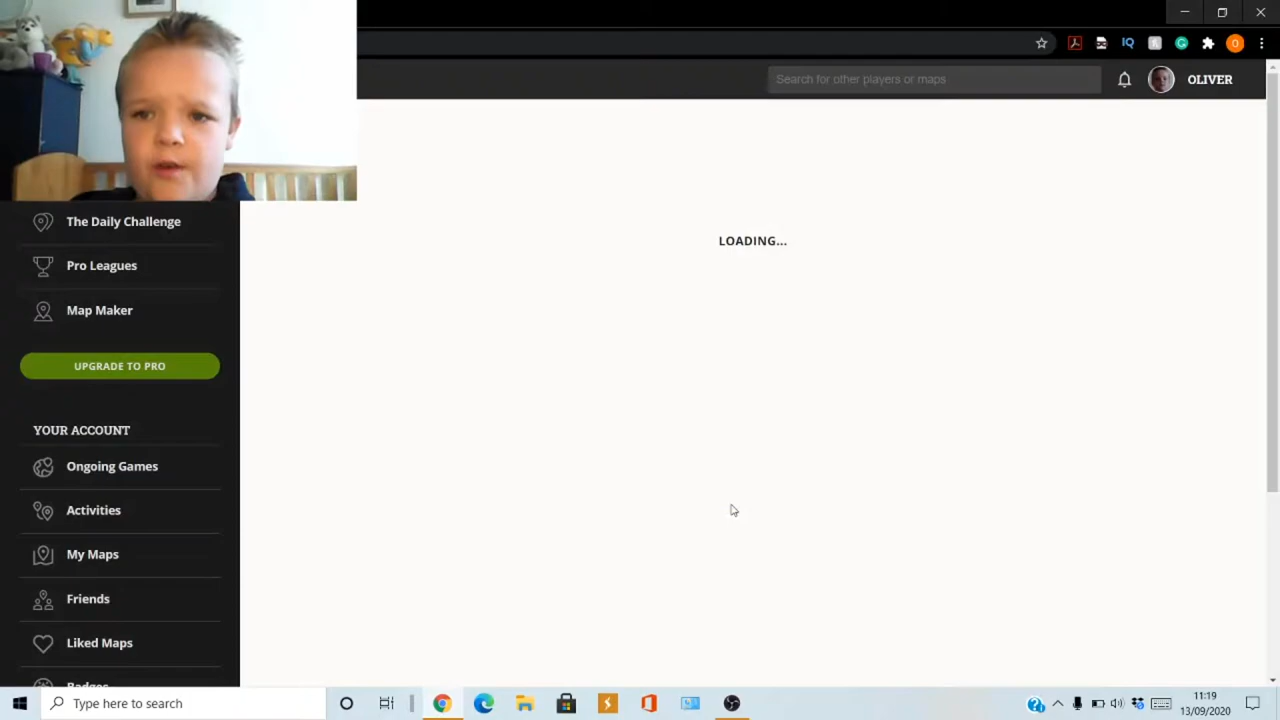 Search for other players or maps
OLIVER
The Daily Challenge
LOADING...
Pro Leagues
Map Maker
UPGRADE TO PRO
YOUR ACCOUNT
Ongoing Games
Activities
My Maps
Friends
Liked Maps
Badges
Type here to search
11:19
13/09/2020